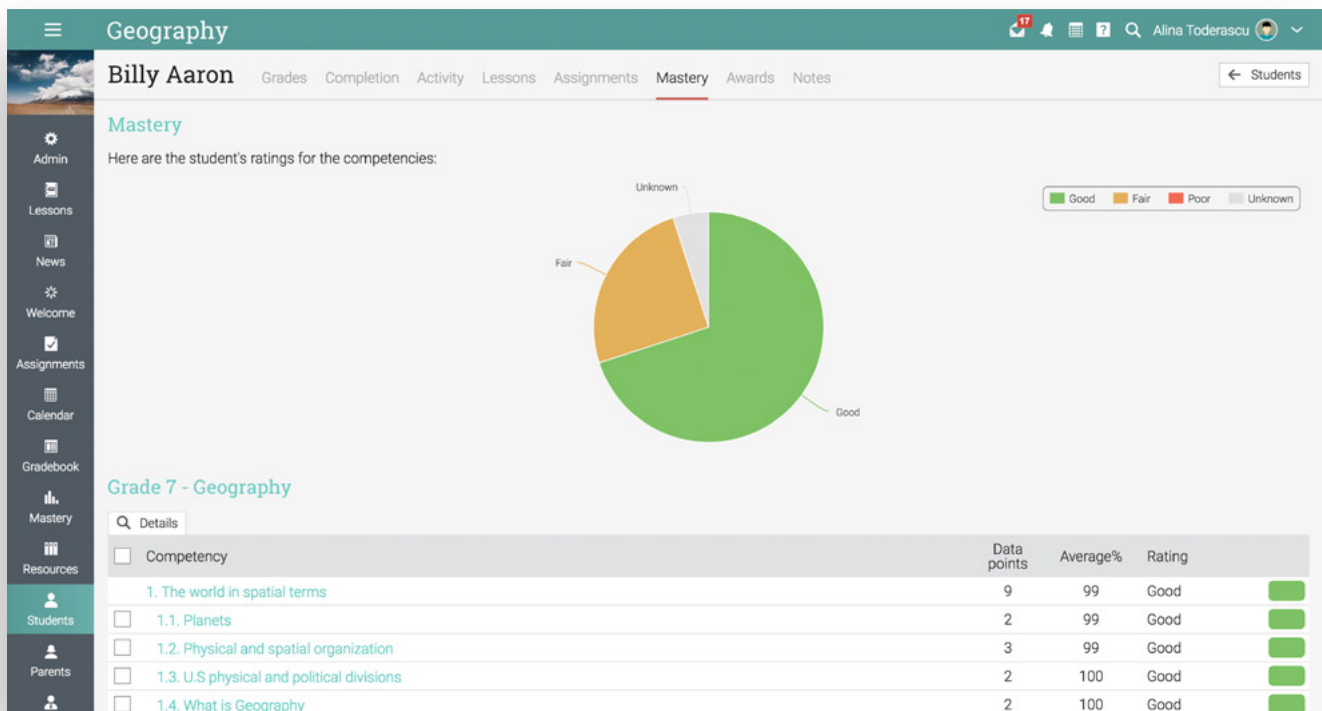 Geography
17
?
Alina Toderascu
Billy Aaron Grades Completion Activity Lessons Assignments Mastery Awards Notes
← Students
Admin
Lessons
News
Welcome
Assignments
Calendar
Gradebook
Mastery
Resources
Students
Parents
Mastery
Here are the student's ratings for the competencies:
Unknown
Fair
Good
Good Fair Poor Unknown
Grade 7 - Geography
Details
Competency Data points Average% Rating
1. The world in spatial terms 9 99 Good
1.1. Planets 2 99 Good
1.2. Physical and spatial organization 3 99 Good
1.3. U.S physical and political divisions 2 100 Good
1.4. What is Geography 2 100 Good